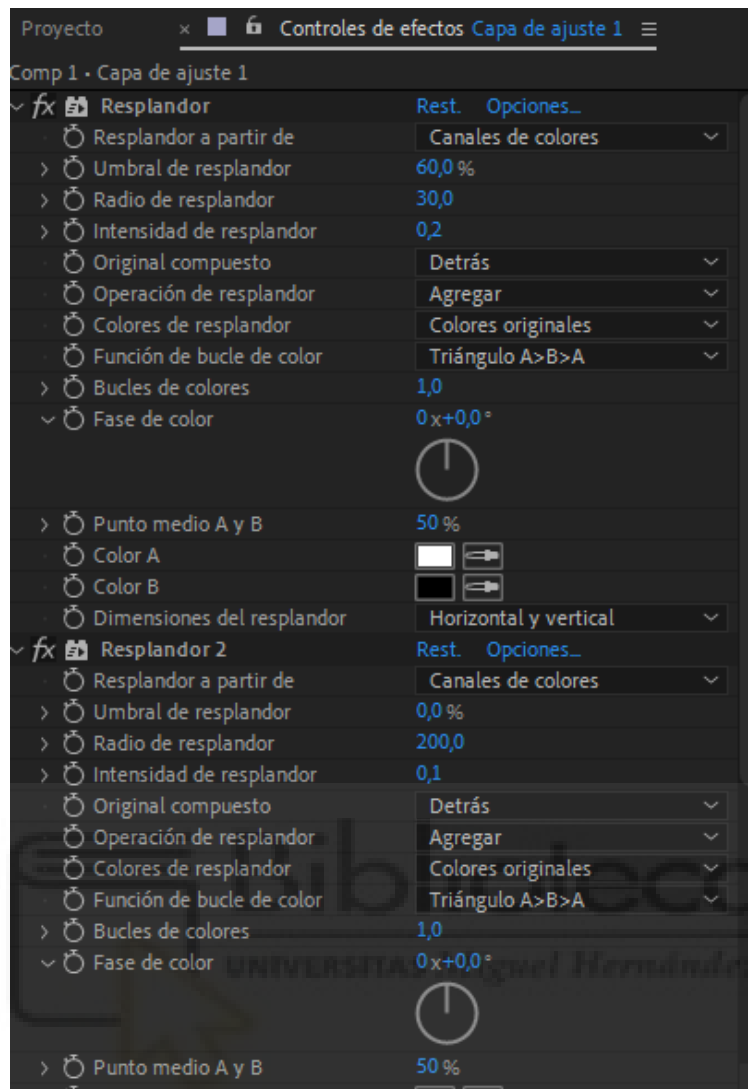 Proyecto × Controles de efectos Capa de ajuste 1
Comp 1 • Capa de ajuste 1
fx Resplandor Rest. Opciones...
Resplandor a partir de Canales de colores
Umbral de resplandor 60,0 %
Radio de resplandor 30,0
Intensidad de resplandor 0,2
Original compuesto Detrás
Operación de resplandor Agregar
Colores de resplandor Colores originales
Función de bucle de color Triángulo A>B>A
Bucles de colores 1,0
Fase de color 0 x+0,0 °
Punto medio A y B 50 %
Color A
Color B
Dimensiones del resplandor Horizontal y vertical
fx Resplandor 2 Rest. Opciones...
Resplandor a partir de Canales de colores
Umbral de resplandor 0,0 %
Radio de resplandor 200,0
Intensidad de resplandor 0,1
Original compuesto Detrás
Operación de resplandor Agregar
Colores de resplandor Colores originales
Función de bucle de color Triángulo A>B>A
Bucles de colores 1,0
Fase de color 0 x+0,0 °
UNIVERSITAS Miguel Hernández
Punto medio A y B 50 %